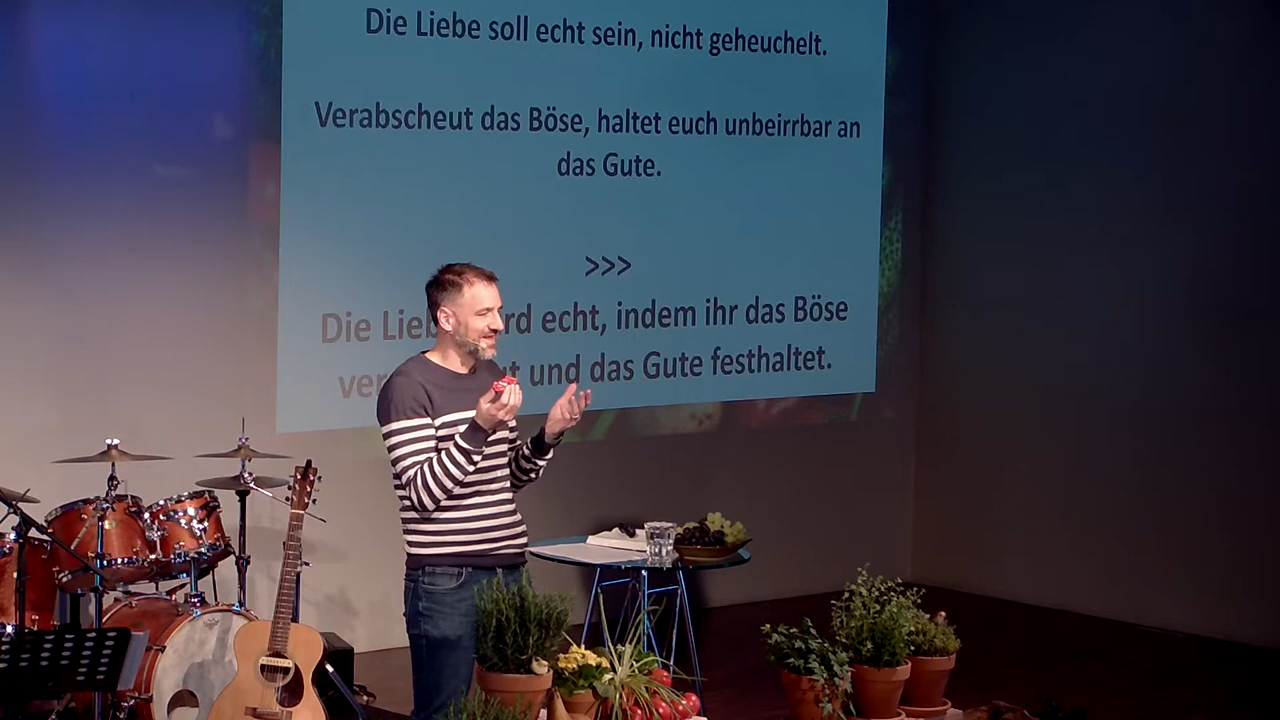 Die Liebe soll echt sein, nicht geheuchelt.
Verabscheut das Böse, haltet euch unbeirrbar an
das Gute.
>>>
Die rd echt, indem ihr das Böse
und das Gute festhaltet.